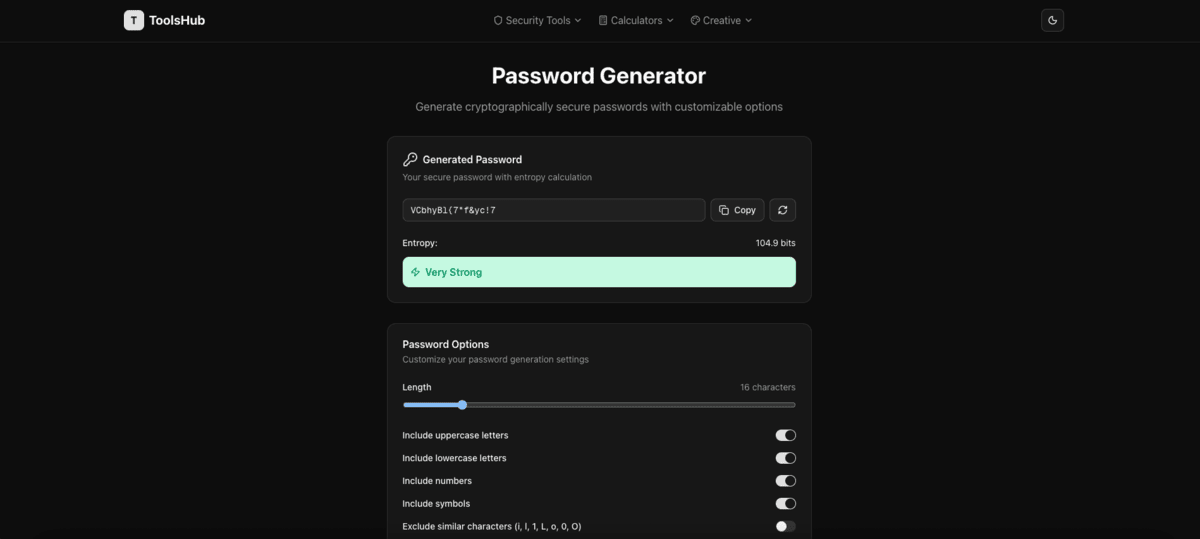 T ToolsHub
Security Tools
Calculators
Creative
Password Generator
Generate cryptographically secure passwords with customizable options
Generated Password
Your secure password with entropy calculation
VCbhyBl{7*f&yc!7
Copy
Entropy:
104.9 bits
Very Strong
Password Options
Customize your password generation settings
Length
16 characters
Include uppercase letters
Include lowercase letters
Include numbers
Include symbols
Exclude similar characters (i, l, 1, L, o, 0, O)